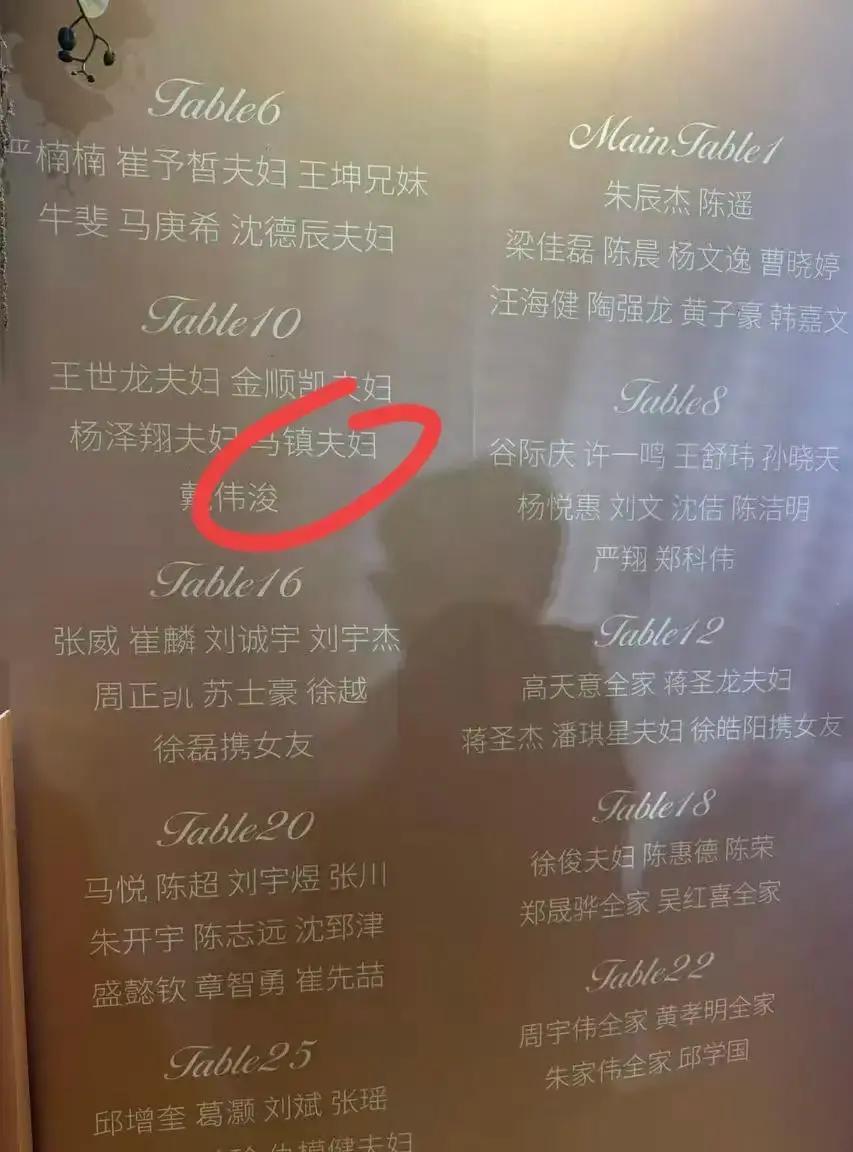 Table6
严楠楠 崔予皙夫妇 王坤兄妹
牛斐 马庚希 沈德辰夫妇
Table10
王世龙夫妇 金顺凯夫妇
杨泽翔夫妇 马镇夫妇
戴伟浚
Table16
张威 崔麟 刘诚宇 刘宇杰
周正凯 苏士豪 徐越
徐磊携女友
Table20
马悦 陈超 刘宇煜 张川
朱开宇 陈志远 沈郅津
盛懿钦 章智勇 崔先喆
Table25
邱增奎 葛灏 刘斌 张瑶
健夫妇
MainTable1
朱辰杰 陈遥
梁佳磊 陈晨 杨文逸 曹晓婷
汪海健 陶强龙 黄子豪 韩嘉文
Table8
谷际庆 许一鸣 王舒玮 孙晓天
杨悦惠 刘文 沈佶 陈洁明
严翔 郑科伟
Table12
高天意全家 蒋圣龙夫妇
蒋圣杰 潘琪星夫妇 徐皓阳携女友
Table18
徐俊夫妇 陈惠德 陈荣
郑晟骅全家 吴红喜全家
Table22
周宇伟全家 黄孝明全家
朱家伟全家 邱学国